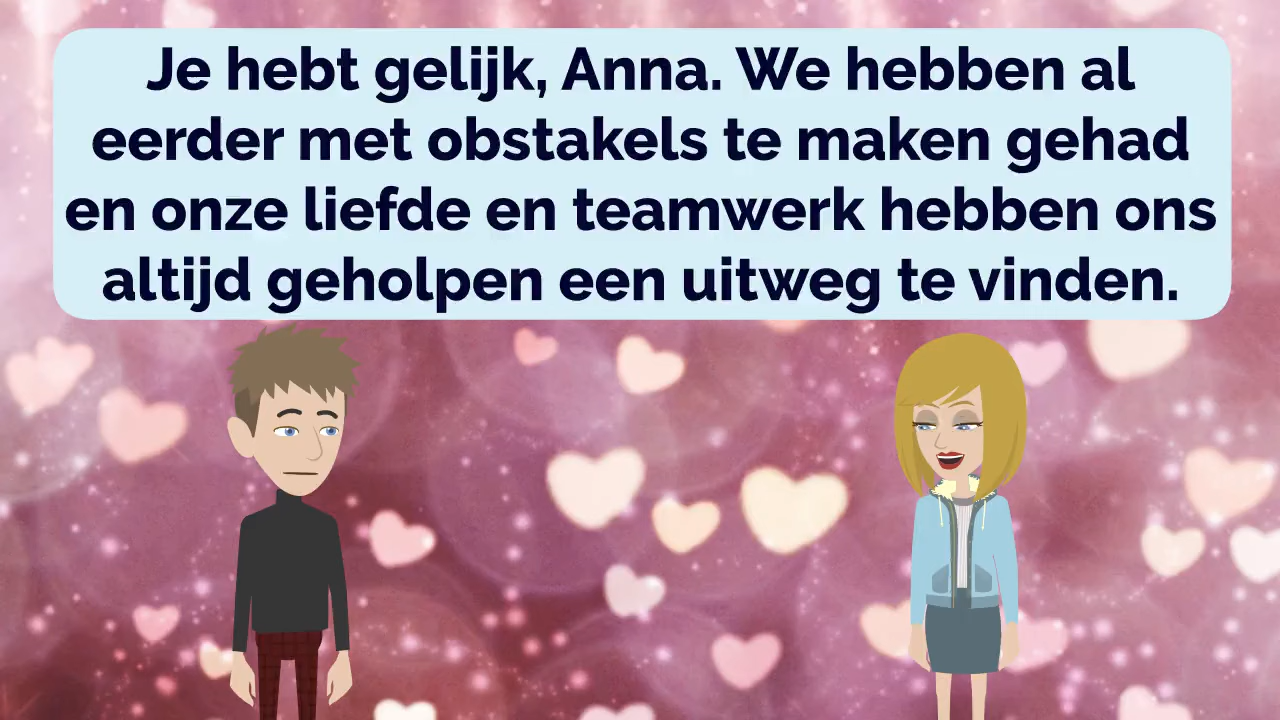 Je hebt gelijk, Anna. We hebben al
eerder met obstakels te maken gehad
en onze liefde en teamwerk hebben ons
altijd geholpen een uitweg te vinden.